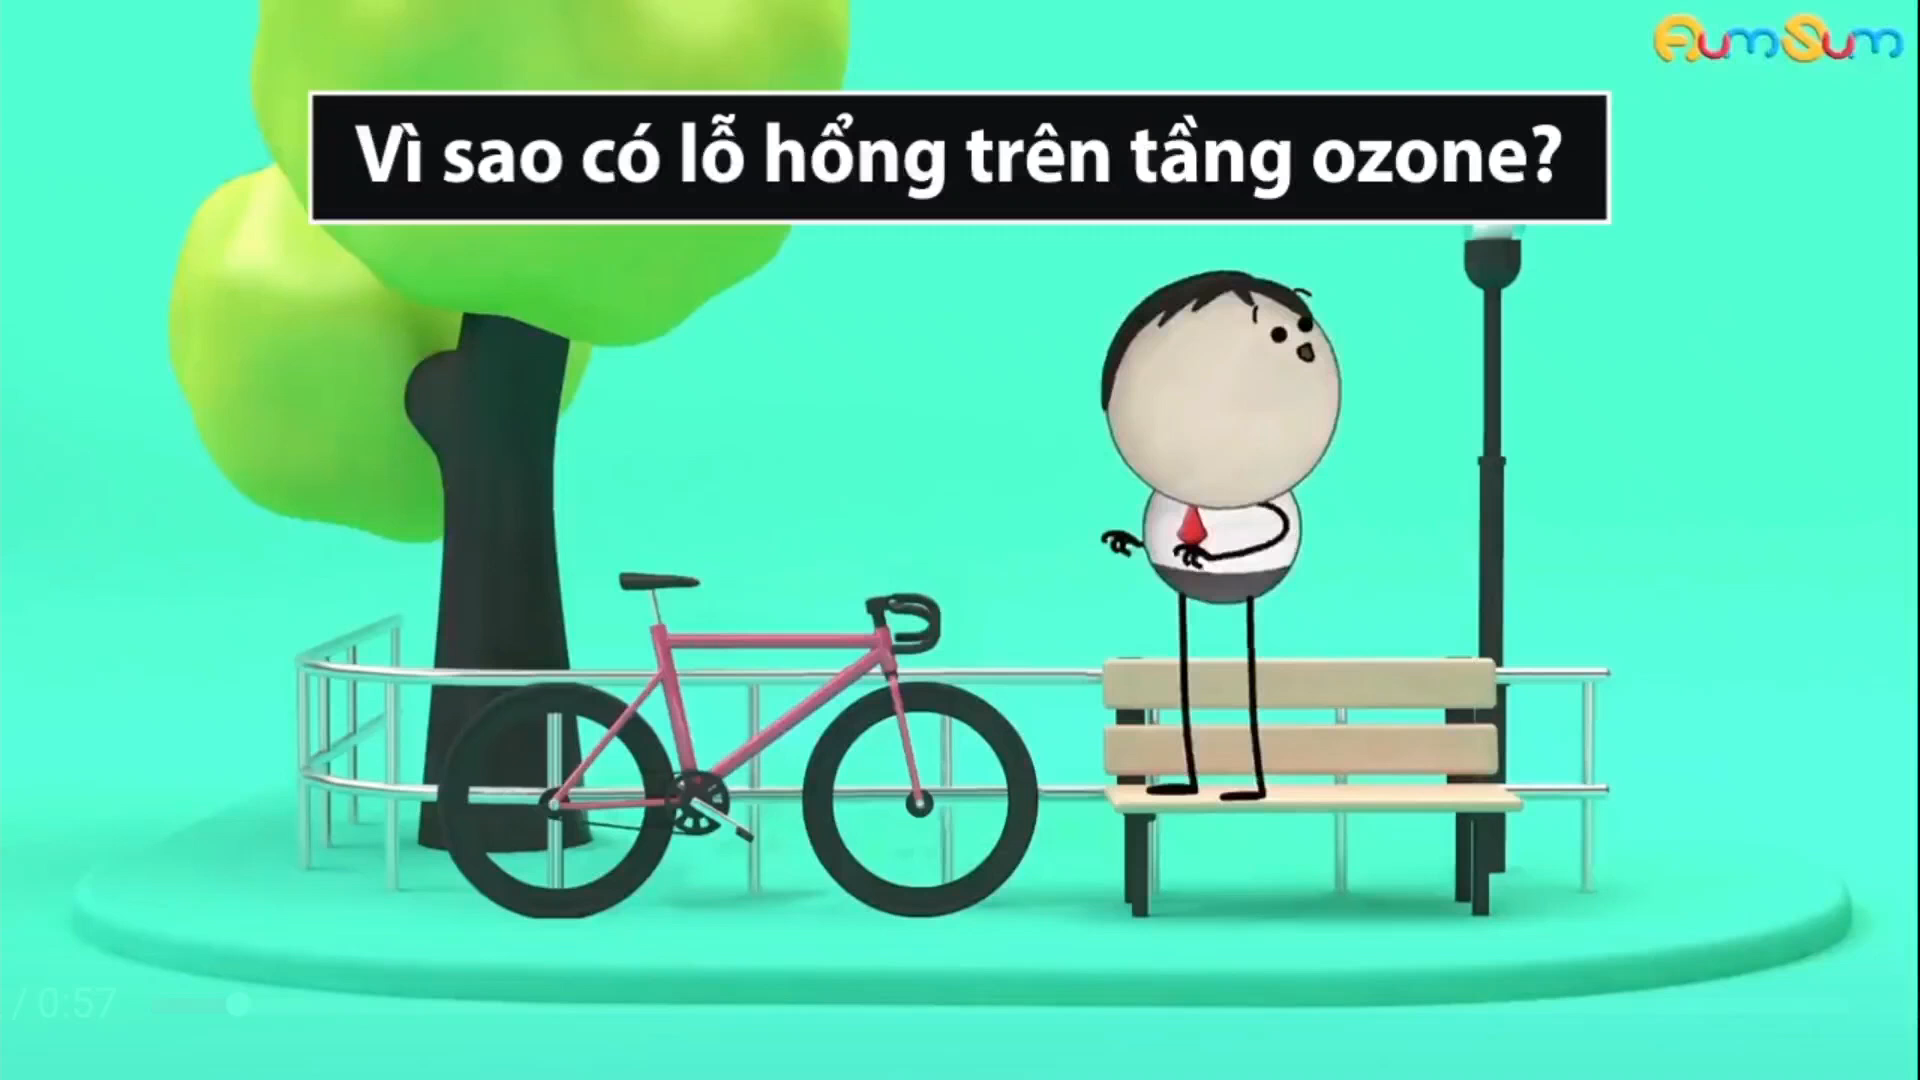 AumSum
Vì sao có lỗ hổng trên tầng ozone?
/ 0:57